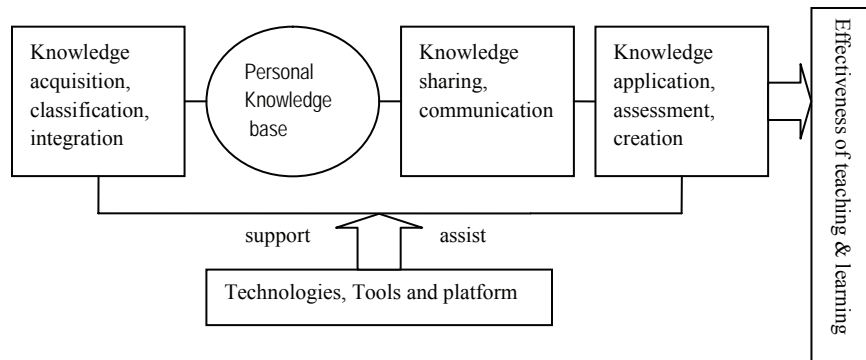 Knowledge
acquisition,
classification,
integration
Personal
Knowledge
base
Knowledge
sharing,
communication
Knowledge
application,
assessment,
creation
Effectiveness of teaching & learning
support
assist
Technologies, Tools and platform